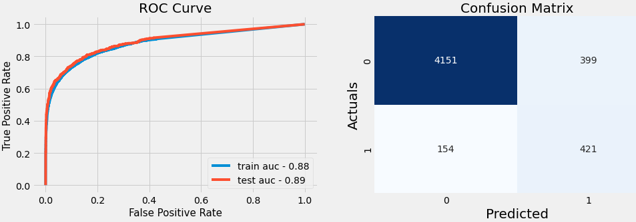 ROC Curve
True Positive Rate
1.0
0.8
0.6
0.4
0.2
0.0
0.0 0.2 0.4 0.6 0.8 1.0
False Positive Rate
train auc - 0.88
test auc - 0.89
Confusion Matrix
Actuals
0
1
4151 399
154 421
0 1
Predicted